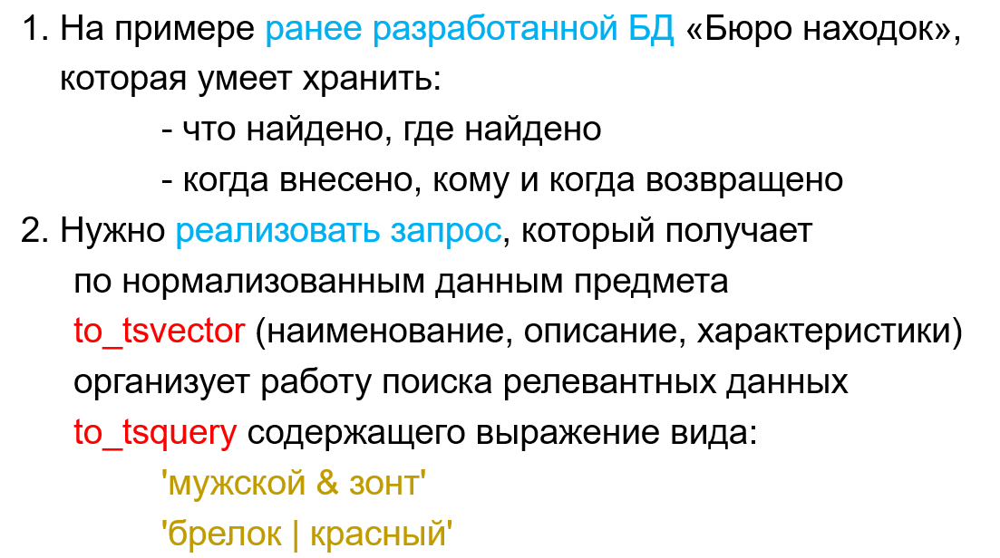 1. На примере ранее разработанной БД «Бюро находок»,
которая умеет хранить:
- что найдено, где найдено
- когда внесено, кому и когда возвращено
2. Нужно реализовать запрос, который получает
по нормализованным данным предмета
to_tsvector (наименование, описание, характеристики)
организует работу поиска релевантных данных
to_tsquery содержащего выражение вида:
'мужской & зонт'
'брелок | красный'